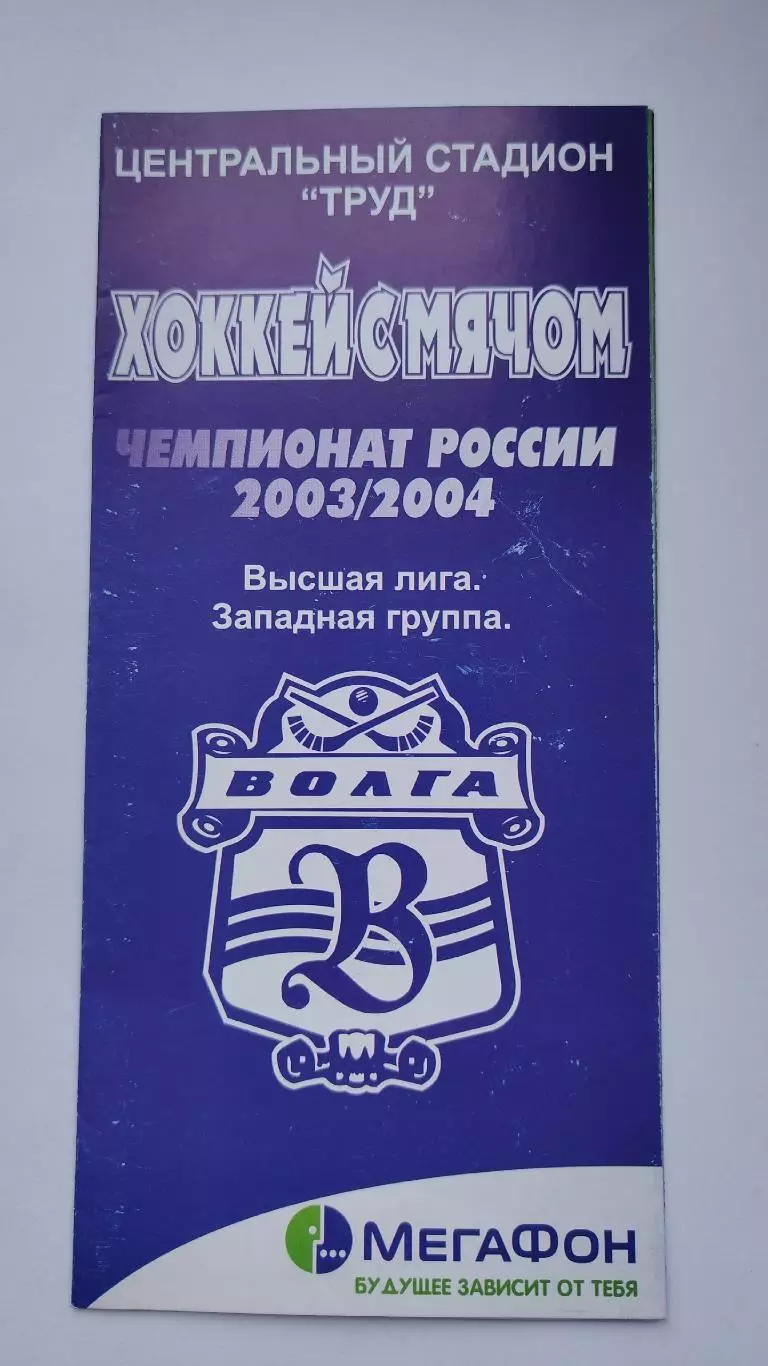 ЦЕНТРАЛЬНЫЙ СТАДИОН
“ТРУД”
ХОККЕЙ С МЯЧОМ
ЧЕМПИОНАТ РОССИИ
2003/2004
Высшая лига.
Западная группа.
ВОЛГА
В
МЕГАФОН
БУДУЩЕЕ ЗАВИСИТ ОТ ТЕБЯ